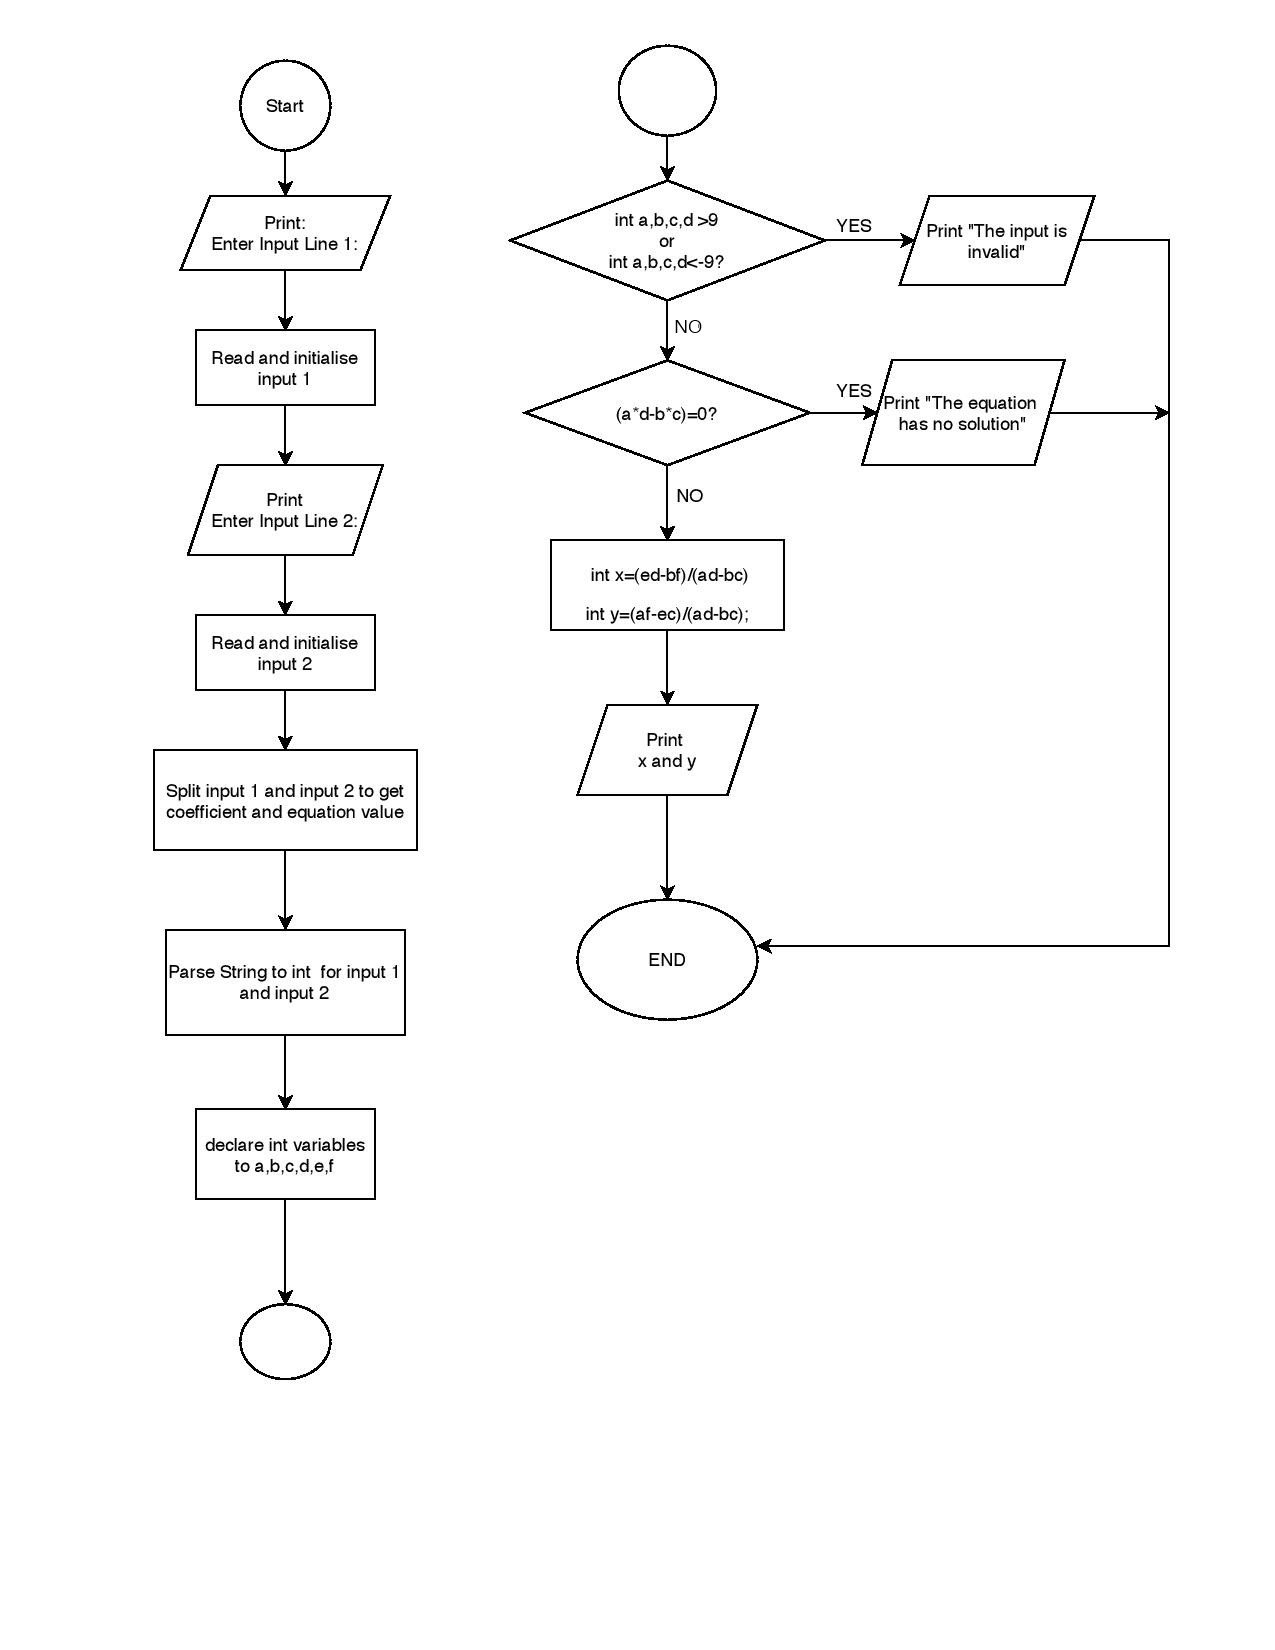 Start
Print:
Enter Input Line 1:
Read and initialise
input 1
Print
Enter Input Line 2:
Read and initialise
input 2
Split input 1 and input 2 to get
coefficient and equation value
Parse String to int  for input 1
and input 2
declare int variables
to a,b,c,d,e,f
int a,b,c,d >9
or
int a,b,c,d<-9?
YES
Print "The input is
invalid"
NO
(a*d-b*c)=0?
YES
Print "The equation
has no solution"
NO
int x=(ed-bf)/(ad-bc)
int y=(af-ec)/(ad-bc);
Print
x and y
END